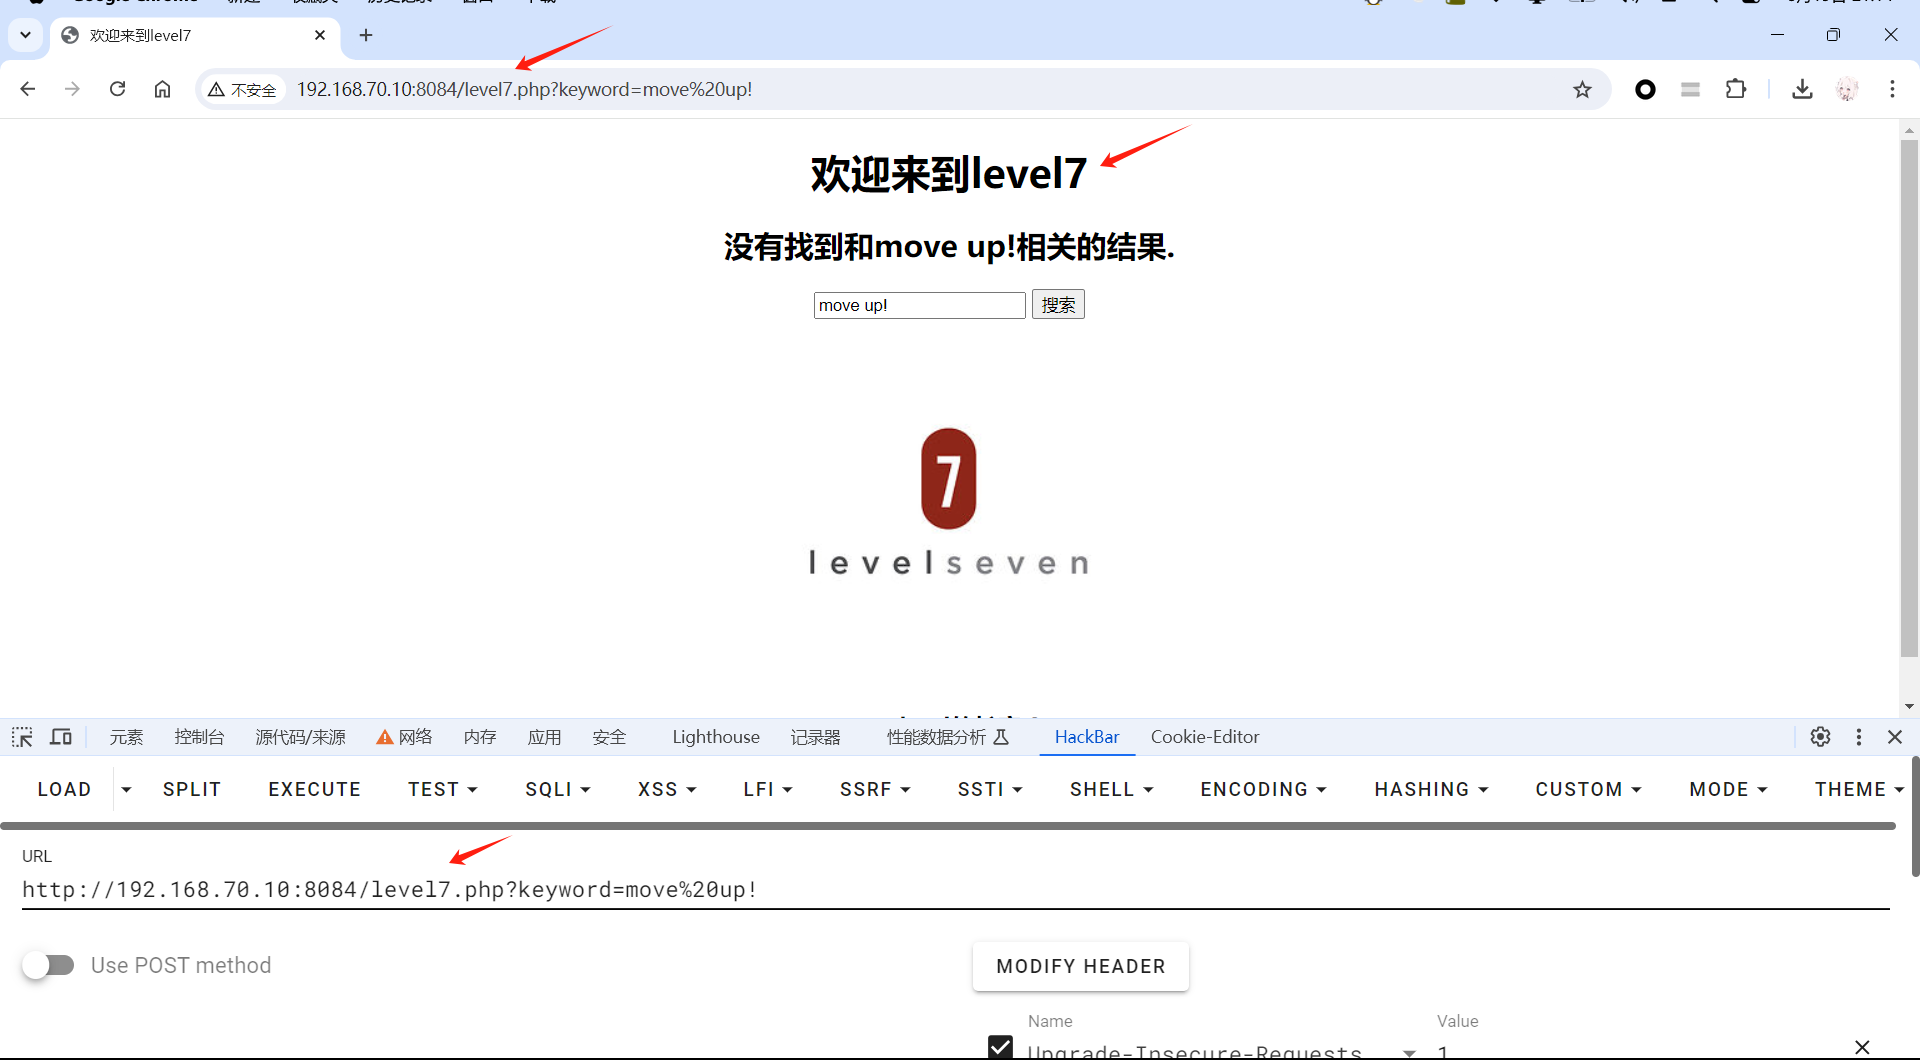 Google Chrome
欢迎来到level7
不安全 192.168.70.10:8084/level7.php?keyword=move%20up!
欢迎来到level7
没有找到和move up!相关的结果.
move up! 搜索
7
levelseven
元素 控制台 源代码/来源 网络 内存 应用 安全 Lighthouse 记录器 性能数据分析 HackBar Cookie-Editor
LOAD SPLIT EXECUTE TEST SQLI XSS LFI SSRF SSTI SHELL ENCODING HASHING CUSTOM MODE THEME
URL
http://192.168.70.10:8084/level7.php?keyword=move%20up!
Use POST method MODIFY HEADER
Name Value
Upgrade-Insecure-Requests 1